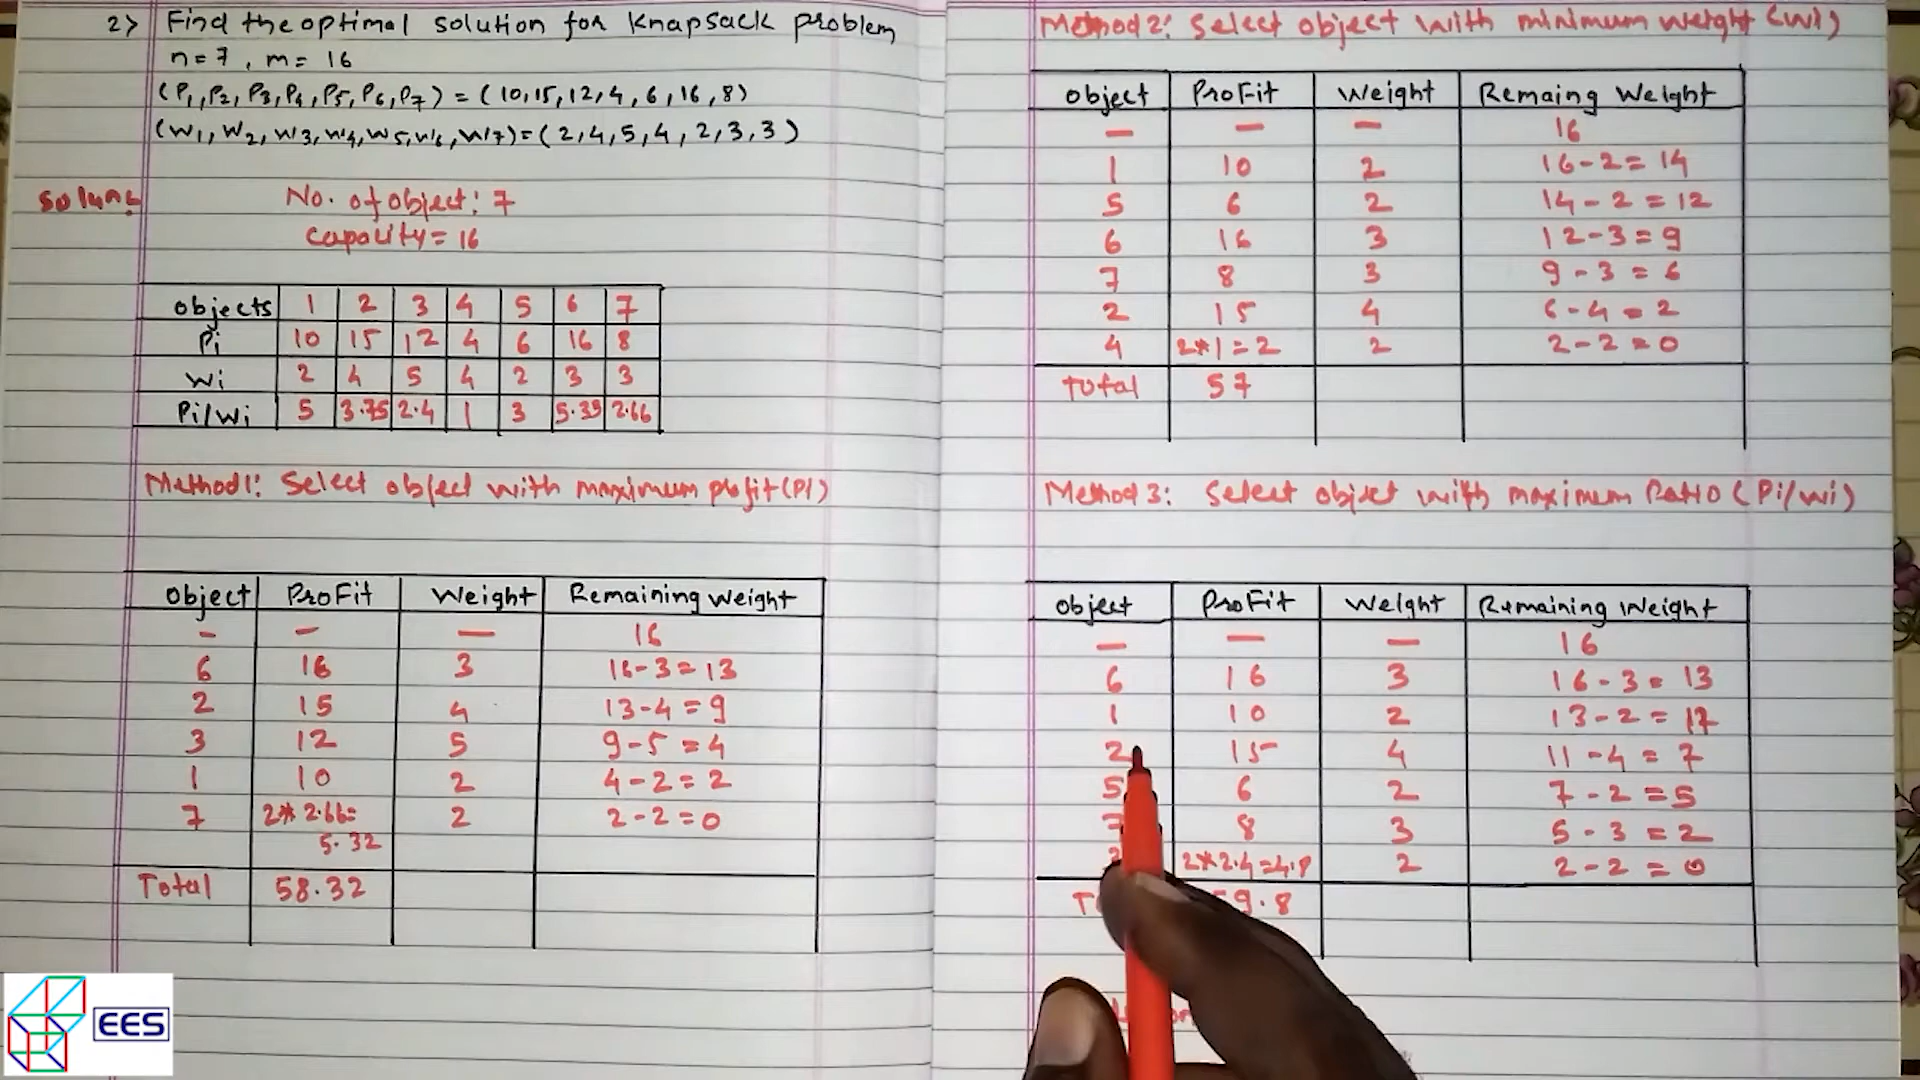 2> Find the optimal solution for Knapsack problem
n=7, m= 16
(P1,P2, P3,P4,P5,P6,P7) = (10,15,12,4,6,16,8)
(W1,W2,W3,W4,W5,W6,W7)=(2,4,5,4,2,3,3)
No. of object: 7
capacity= 16
objects 1 2 3 4 5 6 7
Pi 10 15 12 4 6 16 8
Wi 2 4 5 4 2 3 3
Pi/Wi 5 3.75 2.4 1 3 5.33 2.66
Method1: Select object with maximum profit(Pi)
object ProFit Weight Remaining weight
– – — 16
6 16 3 16-3=13
2 15 4 13-4=9
3 12 5 9-5=4
1 10 2 4-2=2
7 2*2.66= 2 2-2=0
5.32
Total 58.32
Method2: Select object with minimum weight(Wi)
object ProFit Weight Remaing Weight
— — — 16
1 10 2 16-2=14
5 6 2 14-2=12
6 16 3 12-3=9
7 8 3 9-3=6
2 15 4 6-4=2
4 2*1=2 2 2-2=0
Total 57
Method 3: Select object with maximum Ratio(Pi/Wi)
object ProFit Weight Remaining Weight
— — — 16
6 16 3 16-3=13
1 10 2 13-2=17
2 15 4 11-4=7
5 6 2 7-2=5
7 8 3 5-3=2
2*2.4=4.8 2 2-2=0
9.8
EES